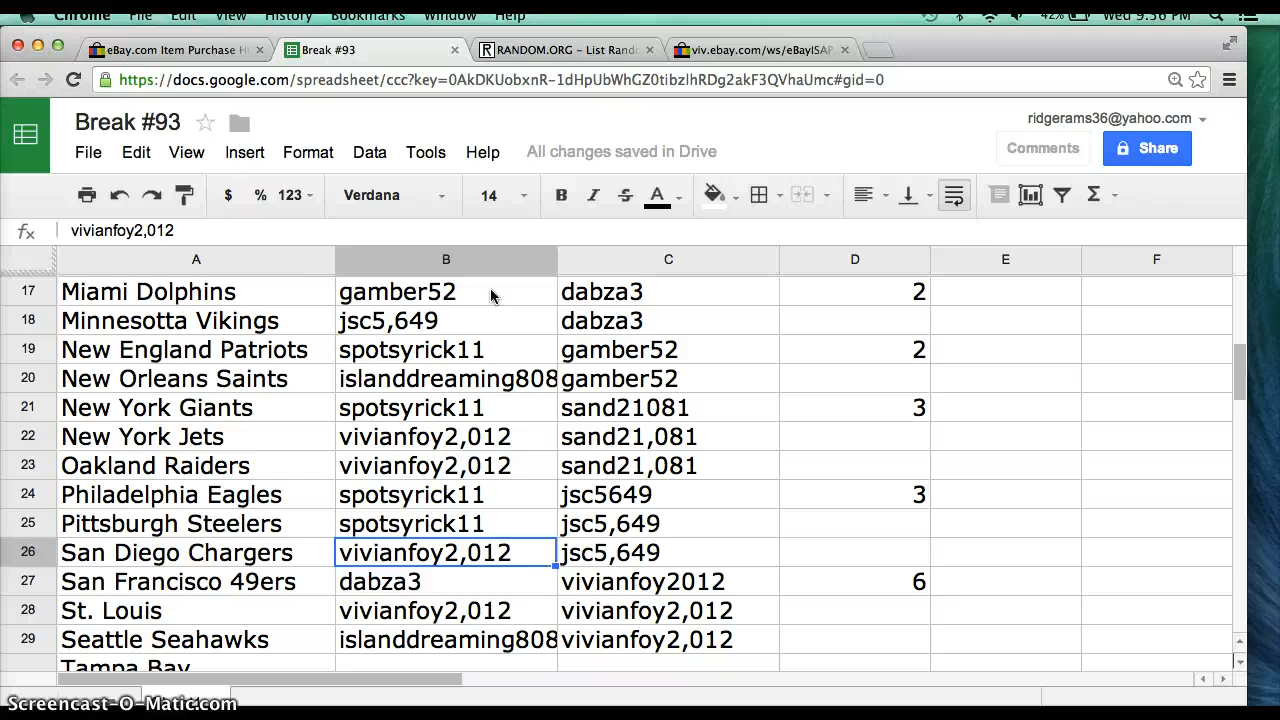 Chrome File Edit View History Bookmarks Window Help 42% Wed 9:36 PM
eBay.com Item Purchase H Break #93 RANDOM.ORG - List Rand viv.ebay.com/ws/eBayISAP
https://docs.google.com/spreadsheet/ccc?key=0AkDKUobxnR-1dHpUbWhGZ0tibzlhRDg2akF3QVhaUmc#gid=0
Break #93 ridgerams36@yahoo.com
File Edit View Insert Format Data Tools Help All changes saved in Drive Comments Share
$ % 123 Verdana 14 B I S A Σ
fx vivianfoy2,012
A B C D E F
17 Miami Dolphins gamber52 dabza3 2
18 Minnesotta Vikings jsc5,649 dabza3
19 New England Patriots spotsyrick11 gamber52 2
20 New Orleans Saints islanddreaming808 gamber52
21 New York Giants spotsyrick11 sand21081 3
22 New York Jets vivianfoy2,012 sand21,081
23 Oakland Raiders vivianfoy2,012 sand21,081
24 Philadelphia Eagles spotsyrick11 jsc5649 3
25 Pittsburgh Steelers spotsyrick11 jsc5,649
26 San Diego Chargers vivianfoy2,012 jsc5,649
27 San Francisco 49ers dabza3 vivianfoy2012 6
28 St. Louis vivianfoy2,012 vivianfoy2,012
29 Seattle Seahawks islanddreaming808 vivianfoy2,012
Tampa Bay
Screencast-O-Matic.com